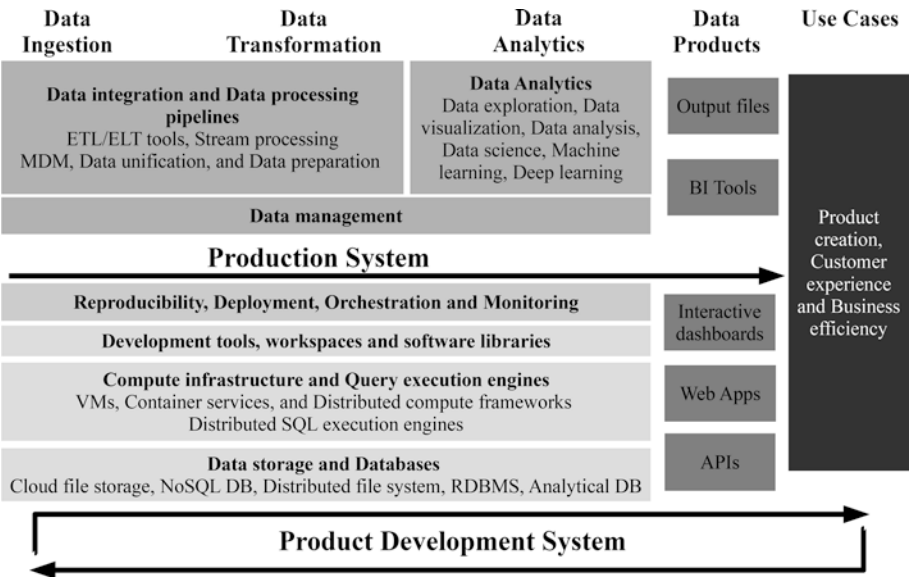 Data
Ingestion
Data
Transformation
Data
Analytics
Data
Products
Use Cases
Data integration and Data processing
pipelines
ETL/ELT tools, Stream processing
MDM, Data unification, and Data preparation
Data Analytics
Data exploration, Data
visualization, Data analysis,
Data science, Machine
learning, Deep learning
Data management
Output files
BI Tools
Production System
Reproducibility, Deployment, Orchestration and Monitoring
Development tools, workspaces and software libraries
Compute infrastructure and Query execution engines
VMs, Container services, and Distributed compute frameworks
Distributed SQL execution engines
Data storage and Databases
Cloud file storage, NoSQL DB, Distributed file system, RDBMS, Analytical DB
Interactive
dashboards
Web Apps
APIs
Product
creation,
Customer
experience
and Business
efficiency
Product Development System